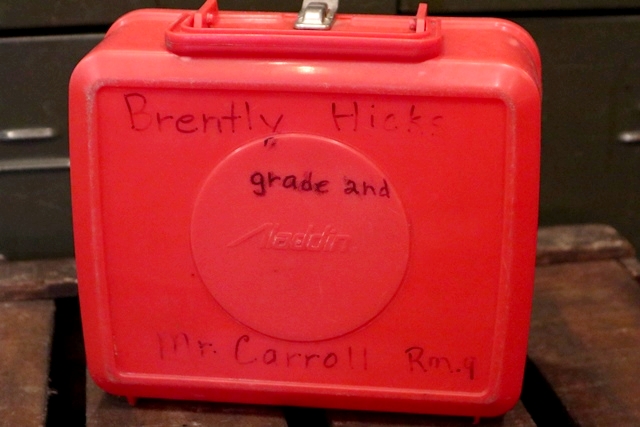 Brently Hicks
grade 2nd
Aladdin
Mr. Carroll Rm.9